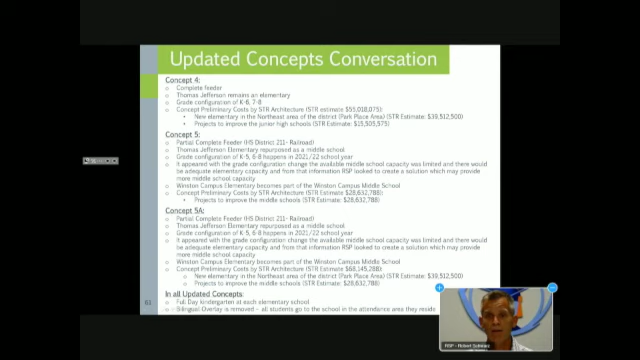 Updated Concepts Conversation
Concept 4:
Complete feeder
Thomas Jefferson remains an elementary
Grade configuration of K-6, 7-8
Concept Preliminary Costs by STR Architecture (STR estimate $55,018,075):
New elementary in the Northeast area of the district (Park Place Area) (STR Estimate: $39,512,500)
Projects to improve the junior high schools (STR Estimate: $15,505,575)
Concept 5:
Partial Complete Feeder (HS District 211- Railroad)
Thomas Jefferson Elementary repurposed as a middle school
Grade configuration of K-5, 6-8 happens in 2021/22 school year
It appeared with the grade configuration change the available middle school capacity was limited and there would
be adequate elementary capacity and from that information RSP looked to create a solution which may provide
more middle school capacity
Winston Campus Elementary becomes part of the Winston Campus Middle School
Concept Preliminary Costs by STR Architecture (STR Estimate: $28,632,788)
Projects to improve the middle schools (STR Estimate: $28,632,788)
Concept 5A:
Partial Complete Feeder (HS District 211- Railroad)
Thomas Jefferson Elementary repurposed as a middle school
Grade configuration of K-5, 6-8 happens in 2021/22 school year
It appeared with the grade configuration change the available middle school capacity was limited and there would
be adequate elementary capacity and from that information RSP looked to create a solution which may provide
more middle school capacity
Winston Campus Elementary becomes part of the Winston Campus Middle School
Concept Preliminary Costs by STR Architecture (STR Estimate: $68,145,288)
New elementary in the Northeast area of the district (Park Place Area) (STR Estimate: $39,512,500)
Projects to improve the middle schools (STR Estimate: $28,632,788)
In all Updated Concepts:
Full Day kindergarten at each elementary school
Bilingual Overlay is removed - all students go to the school in the attendance area they reside
61
RSP - Robert Schwarz